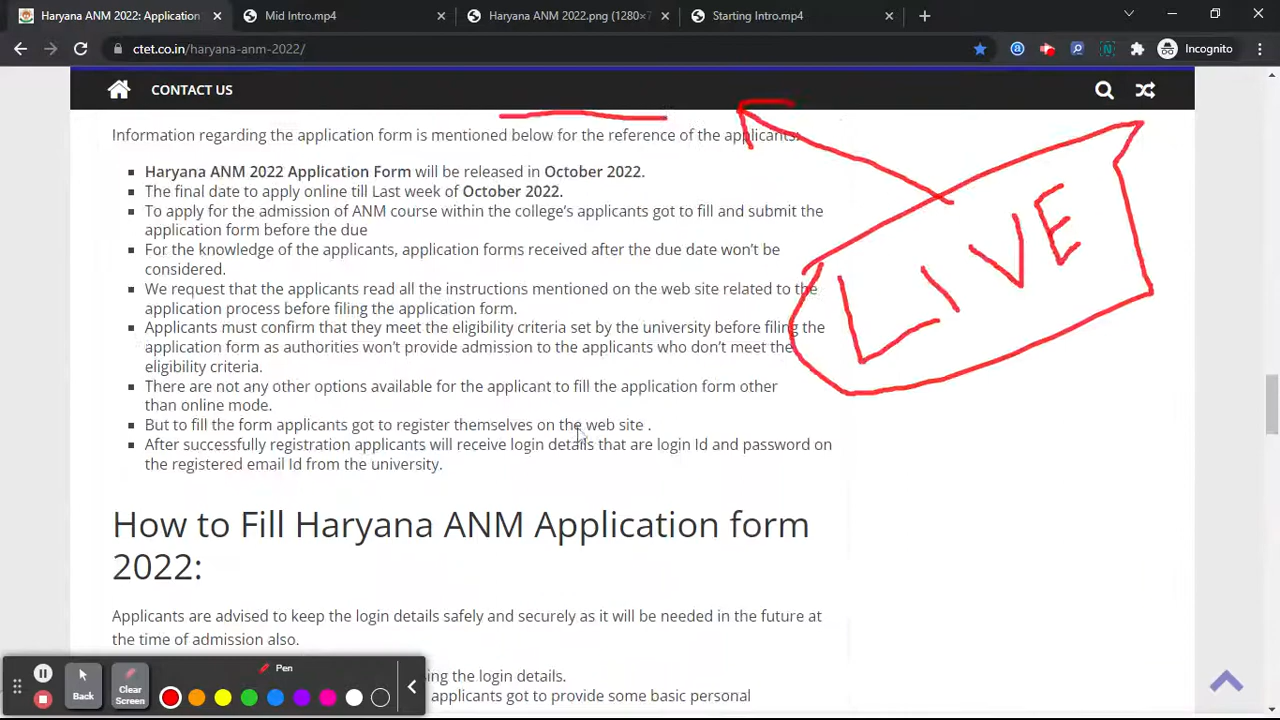 Haryana ANM 2022: Application
Mid Intro.mp4
Haryana ANM 2022.png (1280×7
Starting Intro.mp4
ctet.co.in/haryana-anm-2022/
Incognito
CONTACT US
Information regarding the application form is mentioned below for the reference of the applicants:
Haryana ANM 2022 Application Form will be released in October 2022.
The final date to apply online till Last week of October 2022.
To apply for the admission of ANM course within the college's applicants got to fill and submit the
application form before the due
For the knowledge of the applicants, application forms received after the due date won't be
considered.
We request that the applicants read all the instructions mentioned on the web site related to the
application process before filing the application form.
Applicants must confirm that they meet the eligibility criteria set by the university before filing the
application form as authorities won't provide admission to the applicants who don't meet the
eligibility criteria.
There are not any other options available for the applicant to fill the application form other
than online mode.
But to fill the form applicants got to register themselves on the web site .
After successfully registration applicants will receive login details that are login Id and password on
the registered email Id from the university.
LIVE
How to Fill Haryana ANM Application form
2022:
Applicants are advised to keep the login details safely and securely as it will be needed in the future at
the time of admission also.
the login details.
applicants got to provide some basic personal
Pen
Back
Clear
Screen